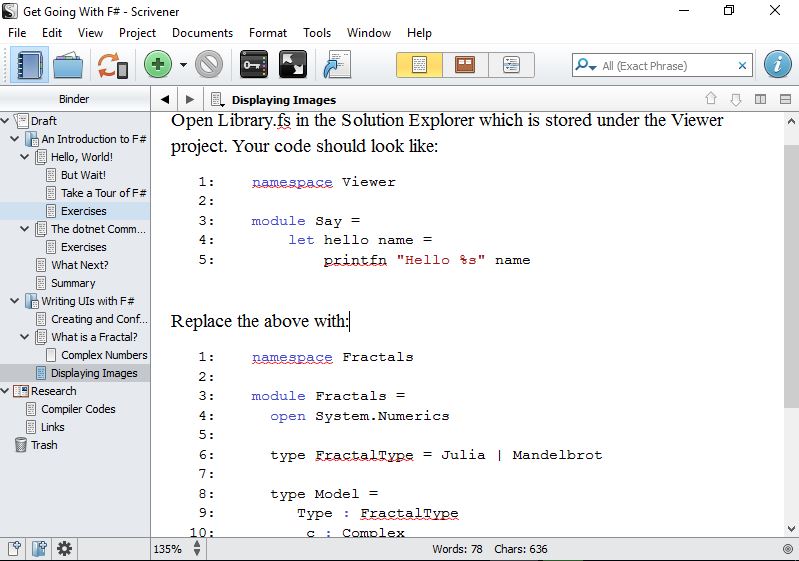 Get Going With F# - Scrivener
File Edit View Project Documents Format Tools Window Help
All (Exact Phrase)
Binder
Displaying Images
Draft
An Introduction to F#
Hello, World!
But Wait!
Take a Tour of F#
Exercises
The dotnet Comm...
Exercises
What Next?
Summary
Writing UIs with F#
Creating and Conf...
What is a Fractal?
Complex Numbers
Displaying Images
Research
Compiler Codes
Links
Trash
Open Library.fs in the Solution Explorer which is stored under the Viewer
project. Your code should look like:
1: namespace Viewer
2:
3: module Say =
4: let hello name =
5: printfn "Hello %s" name
Replace the above with:
1: namespace Fractals
2:
3: module Fractals =
4: open System.Numerics
5:
6: type FractalType = Julia | Mandelbrot
7:
8: type Model =
9: Type : FractalType
10: c : Complex
135%
Words: 78 Chars: 636